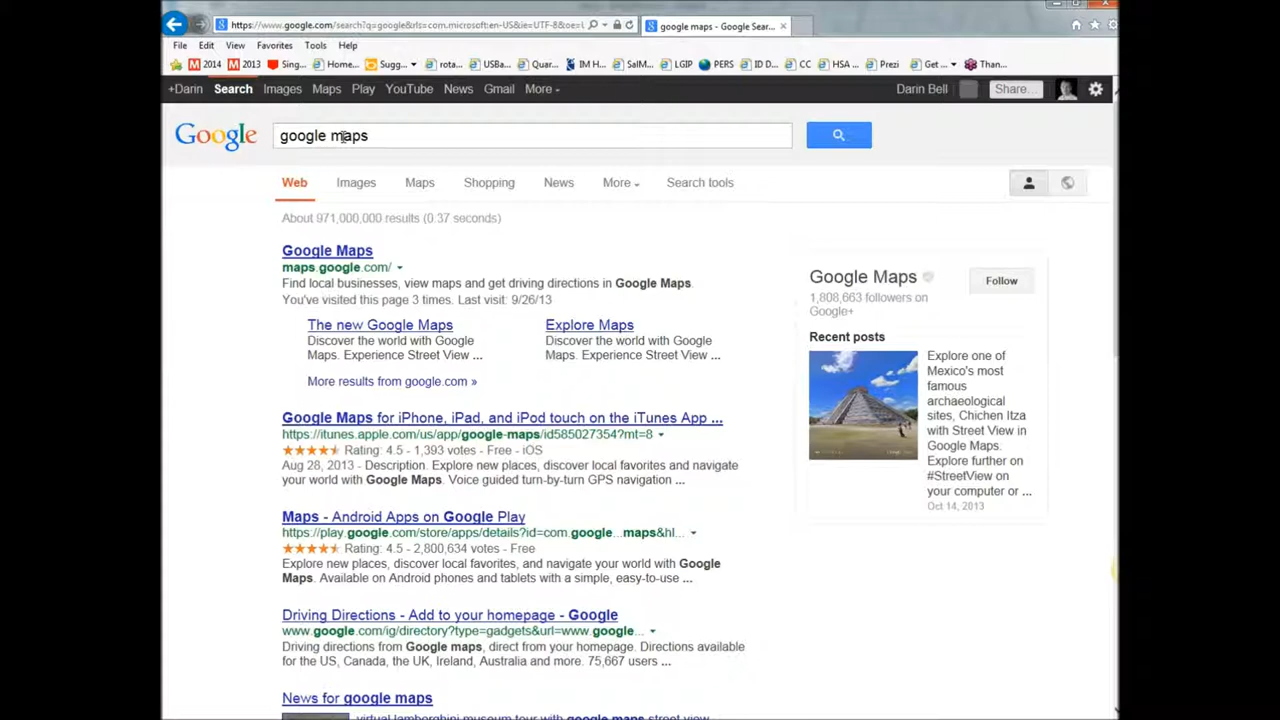 https://www.google.com/search?q=google&rls=com.microsoft:en-US&ie=UTF-8&oe=
google maps - Google Sear...
File Edit View Favorites Tools Help
2014 2013 Sing... Home... Sugg... rota... USBa... Quar... IM H... SalM... LGIP PERS ID D... CC HSA ... Prezi Get ... Than...
+Darin Search Images Maps Play YouTube News Gmail More Darin Bell Share...
Google google maps
Web Images Maps Shopping News More Search tools
About 971,000,000 results (0.37 seconds)
Google Maps
maps.google.com/
Find local businesses, view maps and get driving directions in Google Maps.
You've visited this page 3 times. Last visit: 9/26/13
The new Google Maps
Discover the world with Google
Maps. Experience Street View ...
Explore Maps
Discover the world with Google
Maps. Experience Street View ...
More results from google.com »
Google Maps for iPhone, iPad, and iPod touch on the iTunes App ...
https://itunes.apple.com/us/app/google-maps/id585027354?mt=8
Rating: 4.5 - 1,393 votes - Free - iOS
Aug 28, 2013 - Description. Explore new places, discover local favorites and navigate
your world with Google Maps. Voice guided turn-by-turn GPS navigation ...
Maps - Android Apps on Google Play
https://play.google.com/store/apps/details?id=com.google...maps&hl...
Rating: 4.5 - 2,800,634 votes - Free
Explore new places, discover local favorites, and navigate your world with Google
Maps. Available on Android phones and tablets with a simple, easy-to-use ...
Driving Directions - Add to your homepage - Google
www.google.com/ig/directory?type=gadgets&url=www.google...
Driving directions from Google maps, direct from your homepage. Directions available
for the US, Canada, the UK, Ireland, Australia and more. 75,667 users ...
News for google maps
virtual lamborghini museum tour with google maps street view
Google Maps
Follow
1,808,663 followers on
Google+
Recent posts
Explore one of
Mexico's most
famous
archaeological
sites, Chichen Itza
with Street View in
Google Maps.
Explore further on
#StreetView on
your computer or ...
Oct 14, 2013